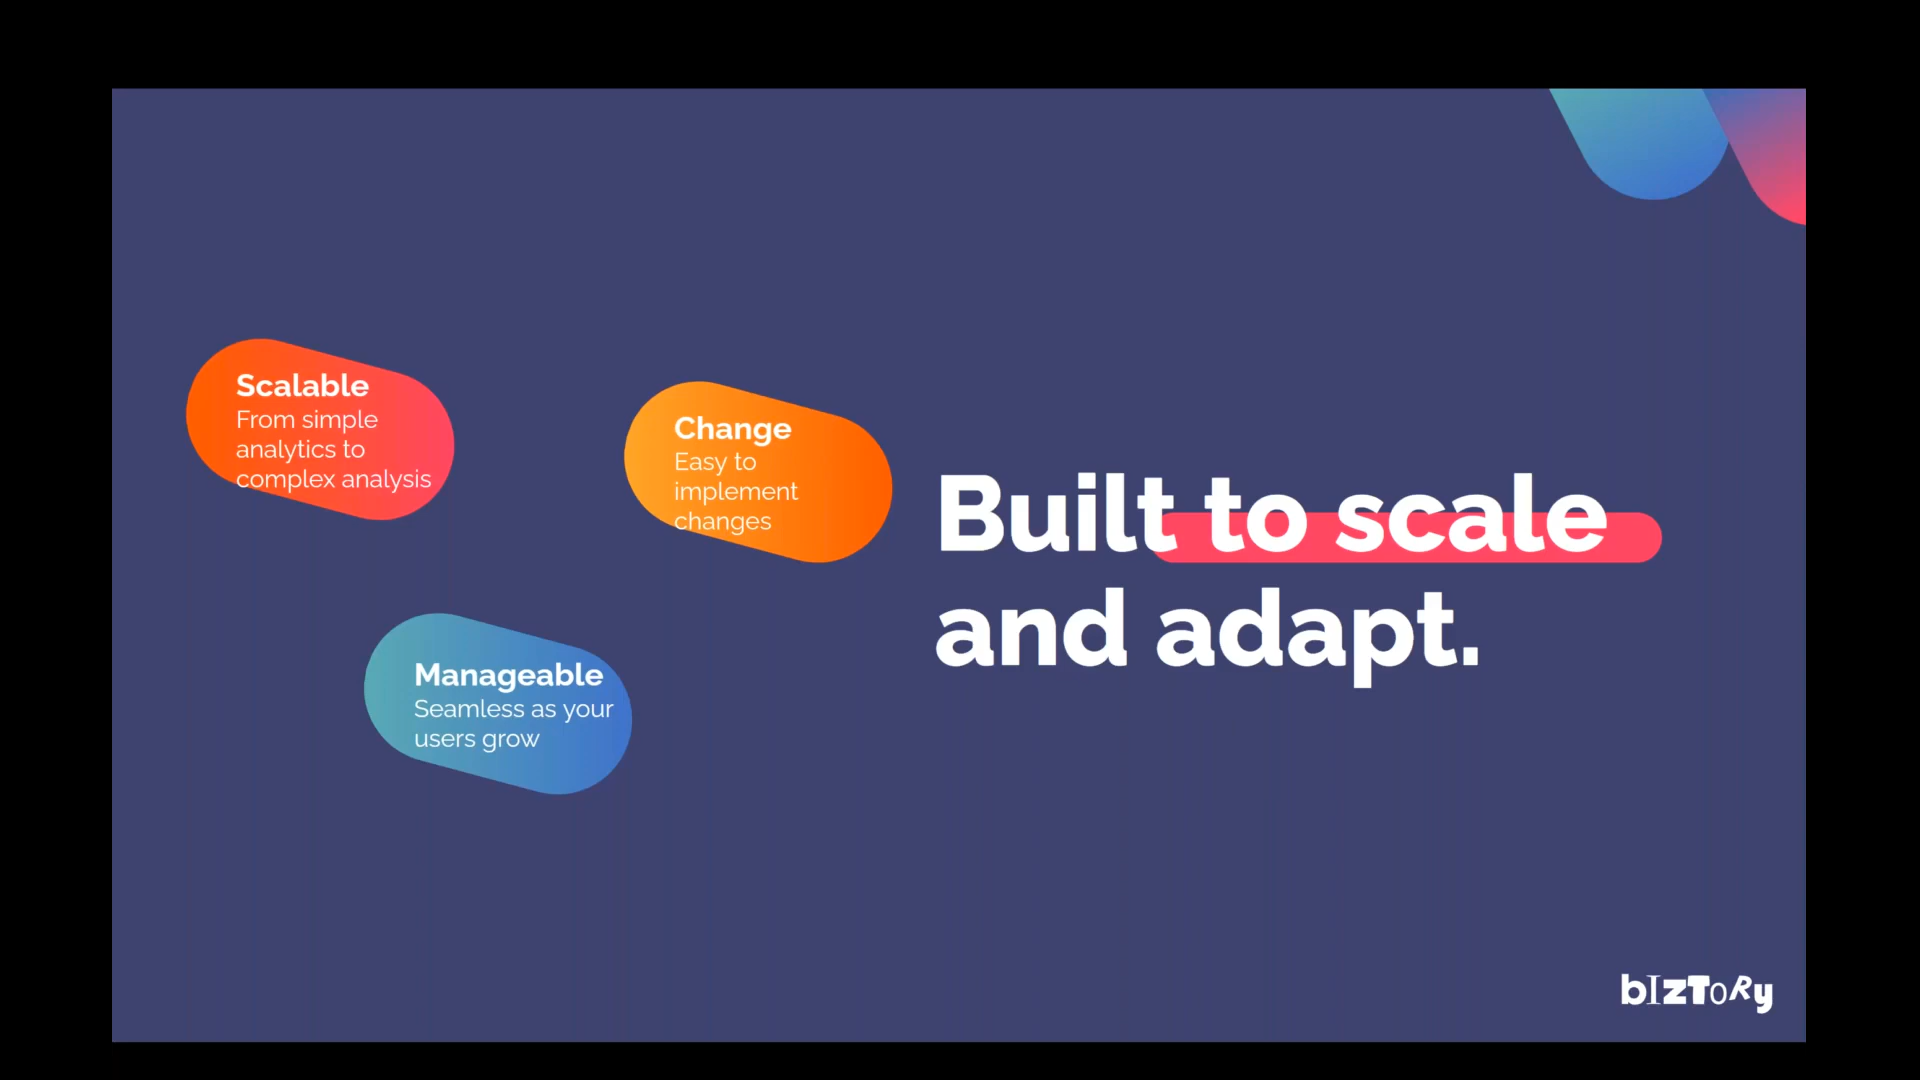 Scalable
From simple
analytics to
complex analysis
Change
Easy to
implement
changes
Manageable
Seamless as your
users grow
Built to scale
and adapt.
bIzToRy